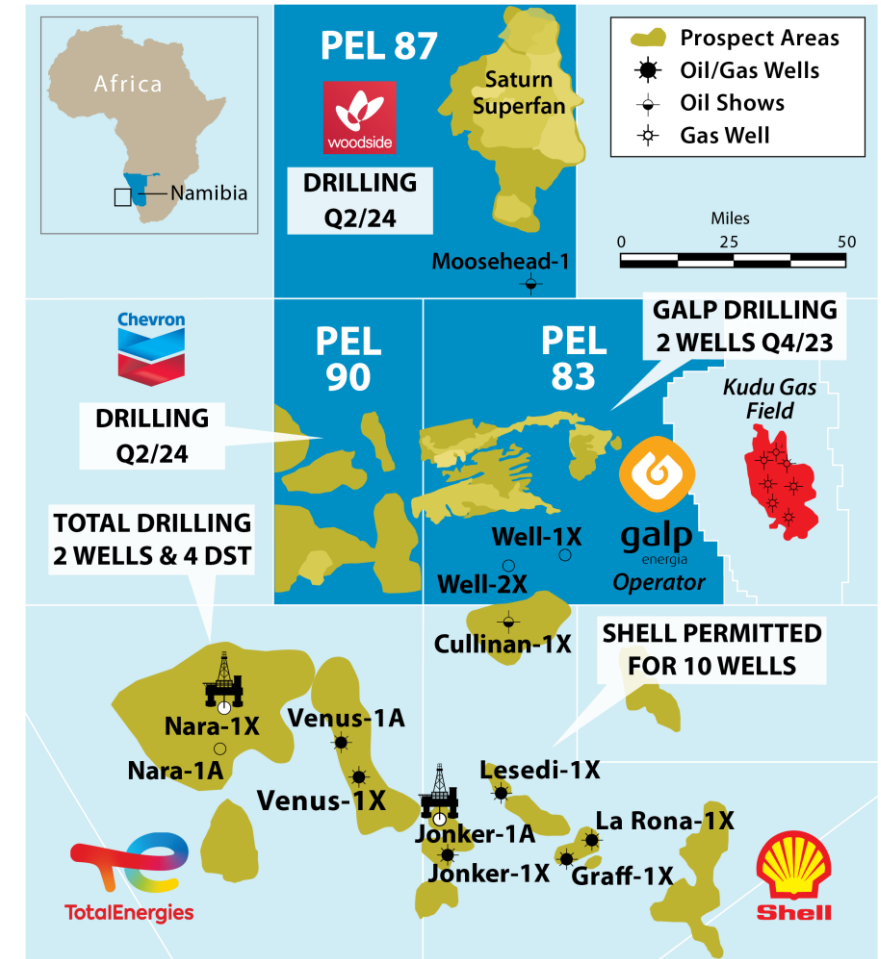 Africa
Namibia
PEL 87
woodside
DRILLING
Q2/24
Saturn
Superfan
Moosehead-1
Prospect Areas
Oil/Gas Wells
Oil Shows
Gas Well
Miles
0 25 50
Chevron
DRILLING
Q2/24
PEL
90
PEL
83
GALP DRILLING
2 WELLS Q4/23
Kudu Gas
Field
galp
energia
Operator
Well-1X
Well-2X
TOTAL DRILLING
2 WELLS & 4 DST
Cullinan-1X
SHELL PERMITTED
FOR 10 WELLS
Nara-1X
Nara-1A
Venus-1A
Venus-1X
Lesedi-1X
Jonker-1A
Jonker-1X
La Rona-1X
Graff-1X
TotalEnergies
Shell